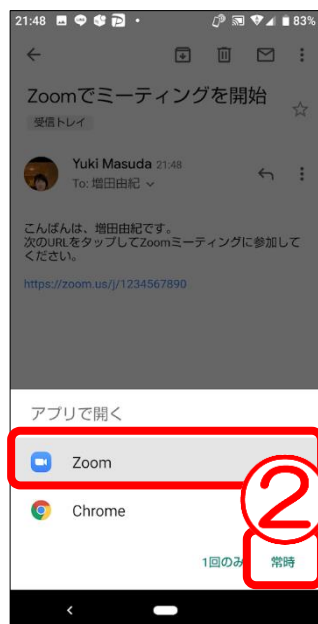 21:48 83%
Zoomでミーティングを開始
受信トレイ
Yuki Masuda 21:48
To: 増田由紀
こんばんは、増田由紀です。
次のURLをタップしてZoomミーティングに参加して
ください。
https://zoom.us/j/1234567890
アプリで開く
Zoom
Chrome
②
1回のみ 常時